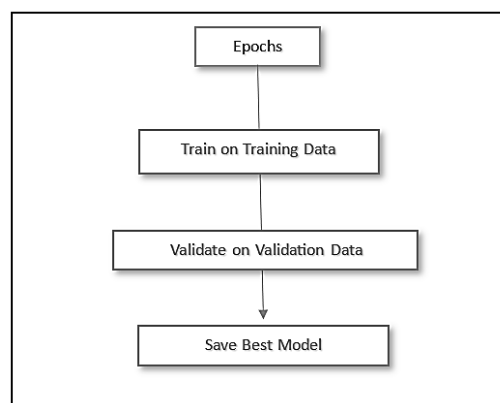 Epochs
Train on Training Data
Validate on Validation Data
Save Best Model